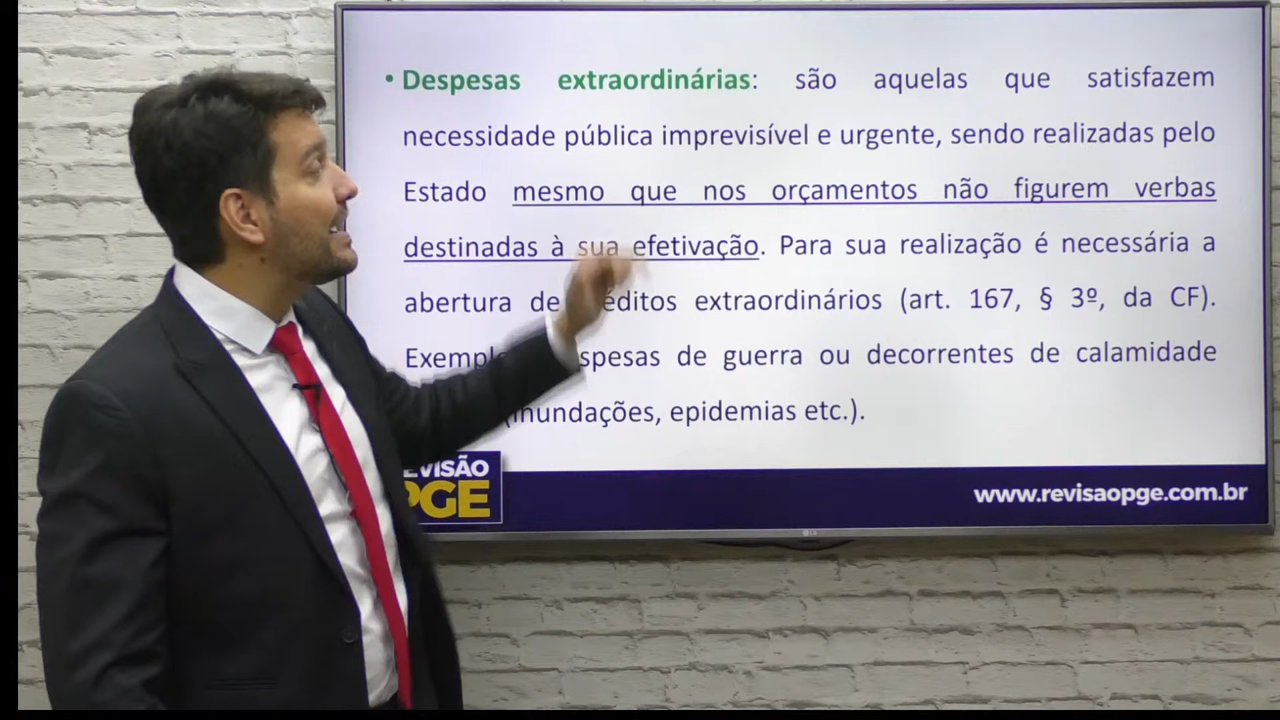 • Despesas extraordinárias: são aquelas que satisfazem
necessidade pública imprevisível e urgente, sendo realizadas pelo
Estado mesmo que nos orçamentos não figurem verbas
destinadas à sua efetivação. Para sua realização é necessária a
abertura de éditos extraordinários (art. 167, § 3º, da CF).
Exempl spesas de guerra ou decorrentes de calamidade
(inundações, epidemias etc.).
EVISÃO
PGE
www.revisaopge.com.br
LG